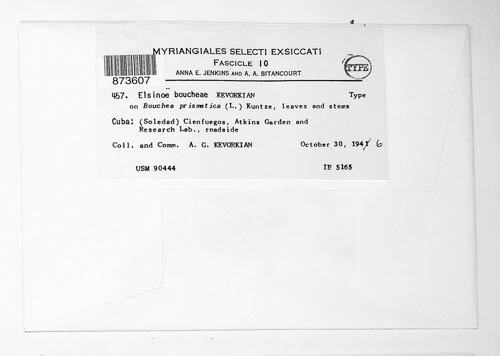 MYRIANGIALES SELECTI EXSICCATI
FASCICLE 10
ANNA E. JENKINS AND A. A. BITANCOURT
TYPE
873607
457. Elsinoë boucheae KEVORKIAN Type
on Bouchea prismatica (L.) Kuntze, leaves and stems
Cuba: (Soledad) Cienfuegos, Atkins Garden and
Research Lab., roadside
Coll. and Comm. A. G. KEVORKIAN October 30, 1941 6
USM 90444 IB 5165